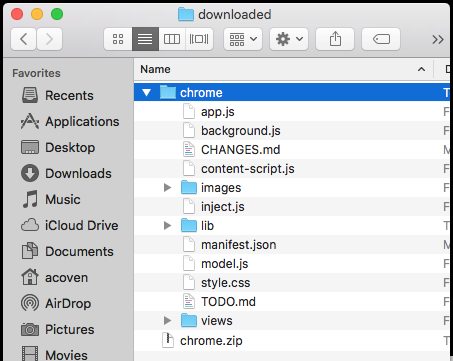 downloaded
Favorites
Recents
Applications
Desktop
Downloads
Music
iCloud Drive
Documents
acoven
AirDrop
Pictures
Movies
Name
chrome
app.js
background.js
CHANGES.md
content-script.js
images
inject.js
lib
manifest.json
model.js
style.css
TODO.md
views
chrome.zip